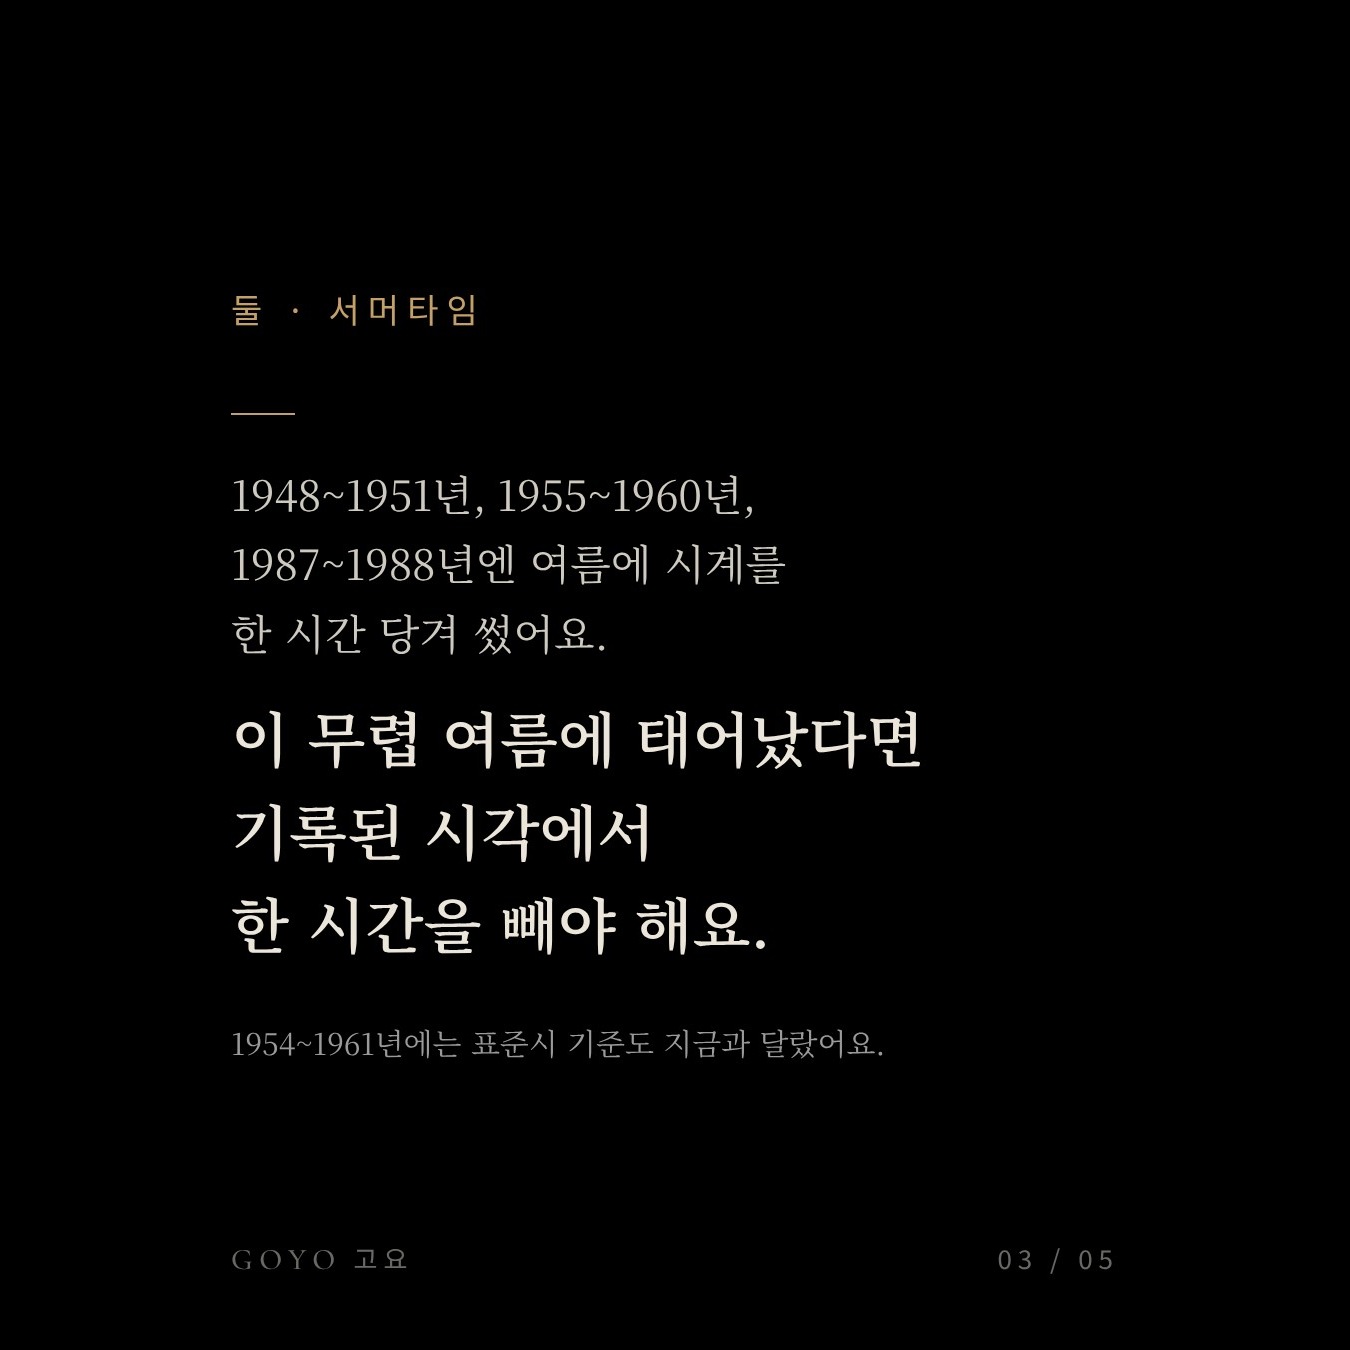 둘 · 서머타임
1948~1951년, 1955~1960년,
1987~1988년엔 여름에 시계를
한 시간 당겨 썼어요.
이 무렵 여름에 태어났다면
기록된 시각에서
한 시간을 빼야 해요.
1954~1961년에는 표준시 기준도 지금과 달랐어요.
GOYO 고요
03 / 05